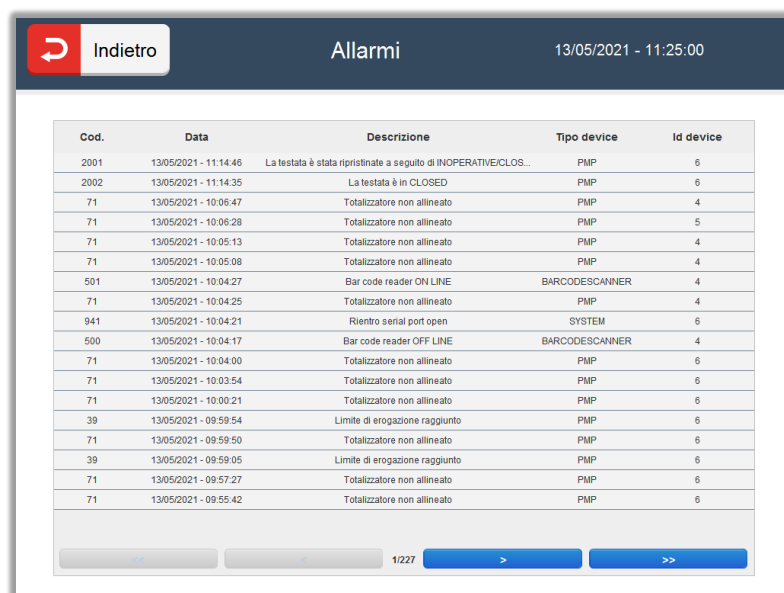 Indietro Allarmi 13/05/2021 - 11:25:00
Cod. Data Descrizione Tipo device Id device
2001 13/05/2021 - 11:14:46 La testata è stata ripristinate a seguito di INOPERATIVE/CLOS... PMP 6
2002 13/05/2021 - 11:14:35 La testata è in CLOSED PMP 6
71 13/05/2021 - 10:06:47 Totalizzatore non allineato PMP 4
71 13/05/2021 - 10:06:28 Totalizzatore non allineato PMP 5
71 13/05/2021 - 10:05:13 Totalizzatore non allineato PMP 4
71 13/05/2021 - 10:05:08 Totalizzatore non allineato PMP 4
501 13/05/2021 - 10:04:27 Bar code reader ON LINE BARCODESCANNER 4
71 13/05/2021 - 10:04:25 Totalizzatore non allineato PMP 4
941 13/05/2021 - 10:04:21 Rientro serial port open SYSTEM 6
500 13/05/2021 - 10:04:17 Bar code reader OFF LINE BARCODESCANNER 4
71 13/05/2021 - 10:04:00 Totalizzatore non allineato PMP 6
71 13/05/2021 - 10:03:54 Totalizzatore non allineato PMP 6
71 13/05/2021 - 10:00:21 Totalizzatore non allineato PMP 6
39 13/05/2021 - 09:59:54 Limite di erogazione raggiunto PMP 6
71 13/05/2021 - 09:59:50 Totalizzatore non allineato PMP 6
39 13/05/2021 - 09:59:05 Limite di erogazione raggiunto PMP 6
71 13/05/2021 - 09:57:27 Totalizzatore non allineato PMP 6
71 13/05/2021 - 09:55:42 Totalizzatore non allineato PMP 6
<< < 1/227 > >>